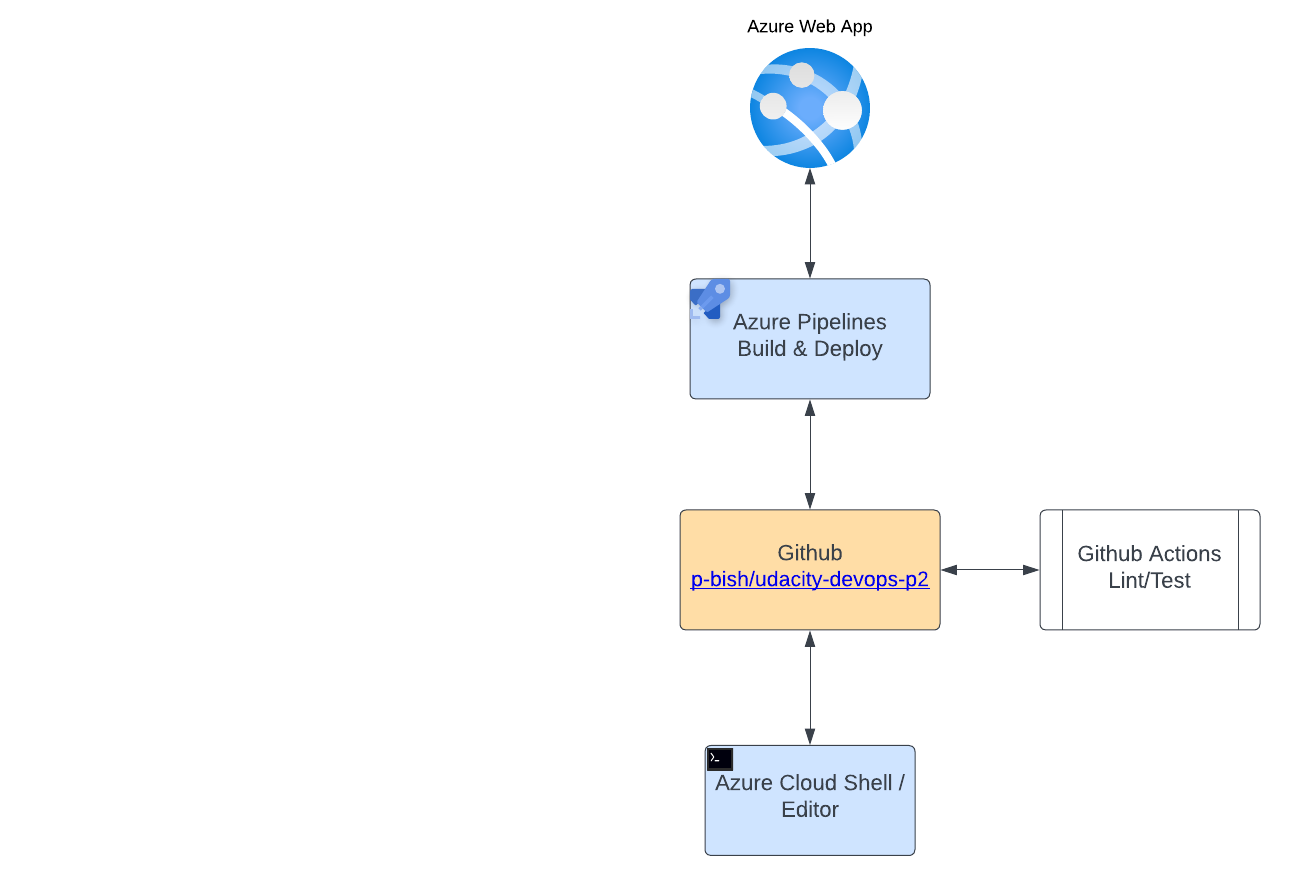 Azure Web App
Azure Pipelines
Build & Deploy
Github
p-bish/udacity-devops-p2
Github Actions
Lint/Test
Azure Cloud Shell /
Editor